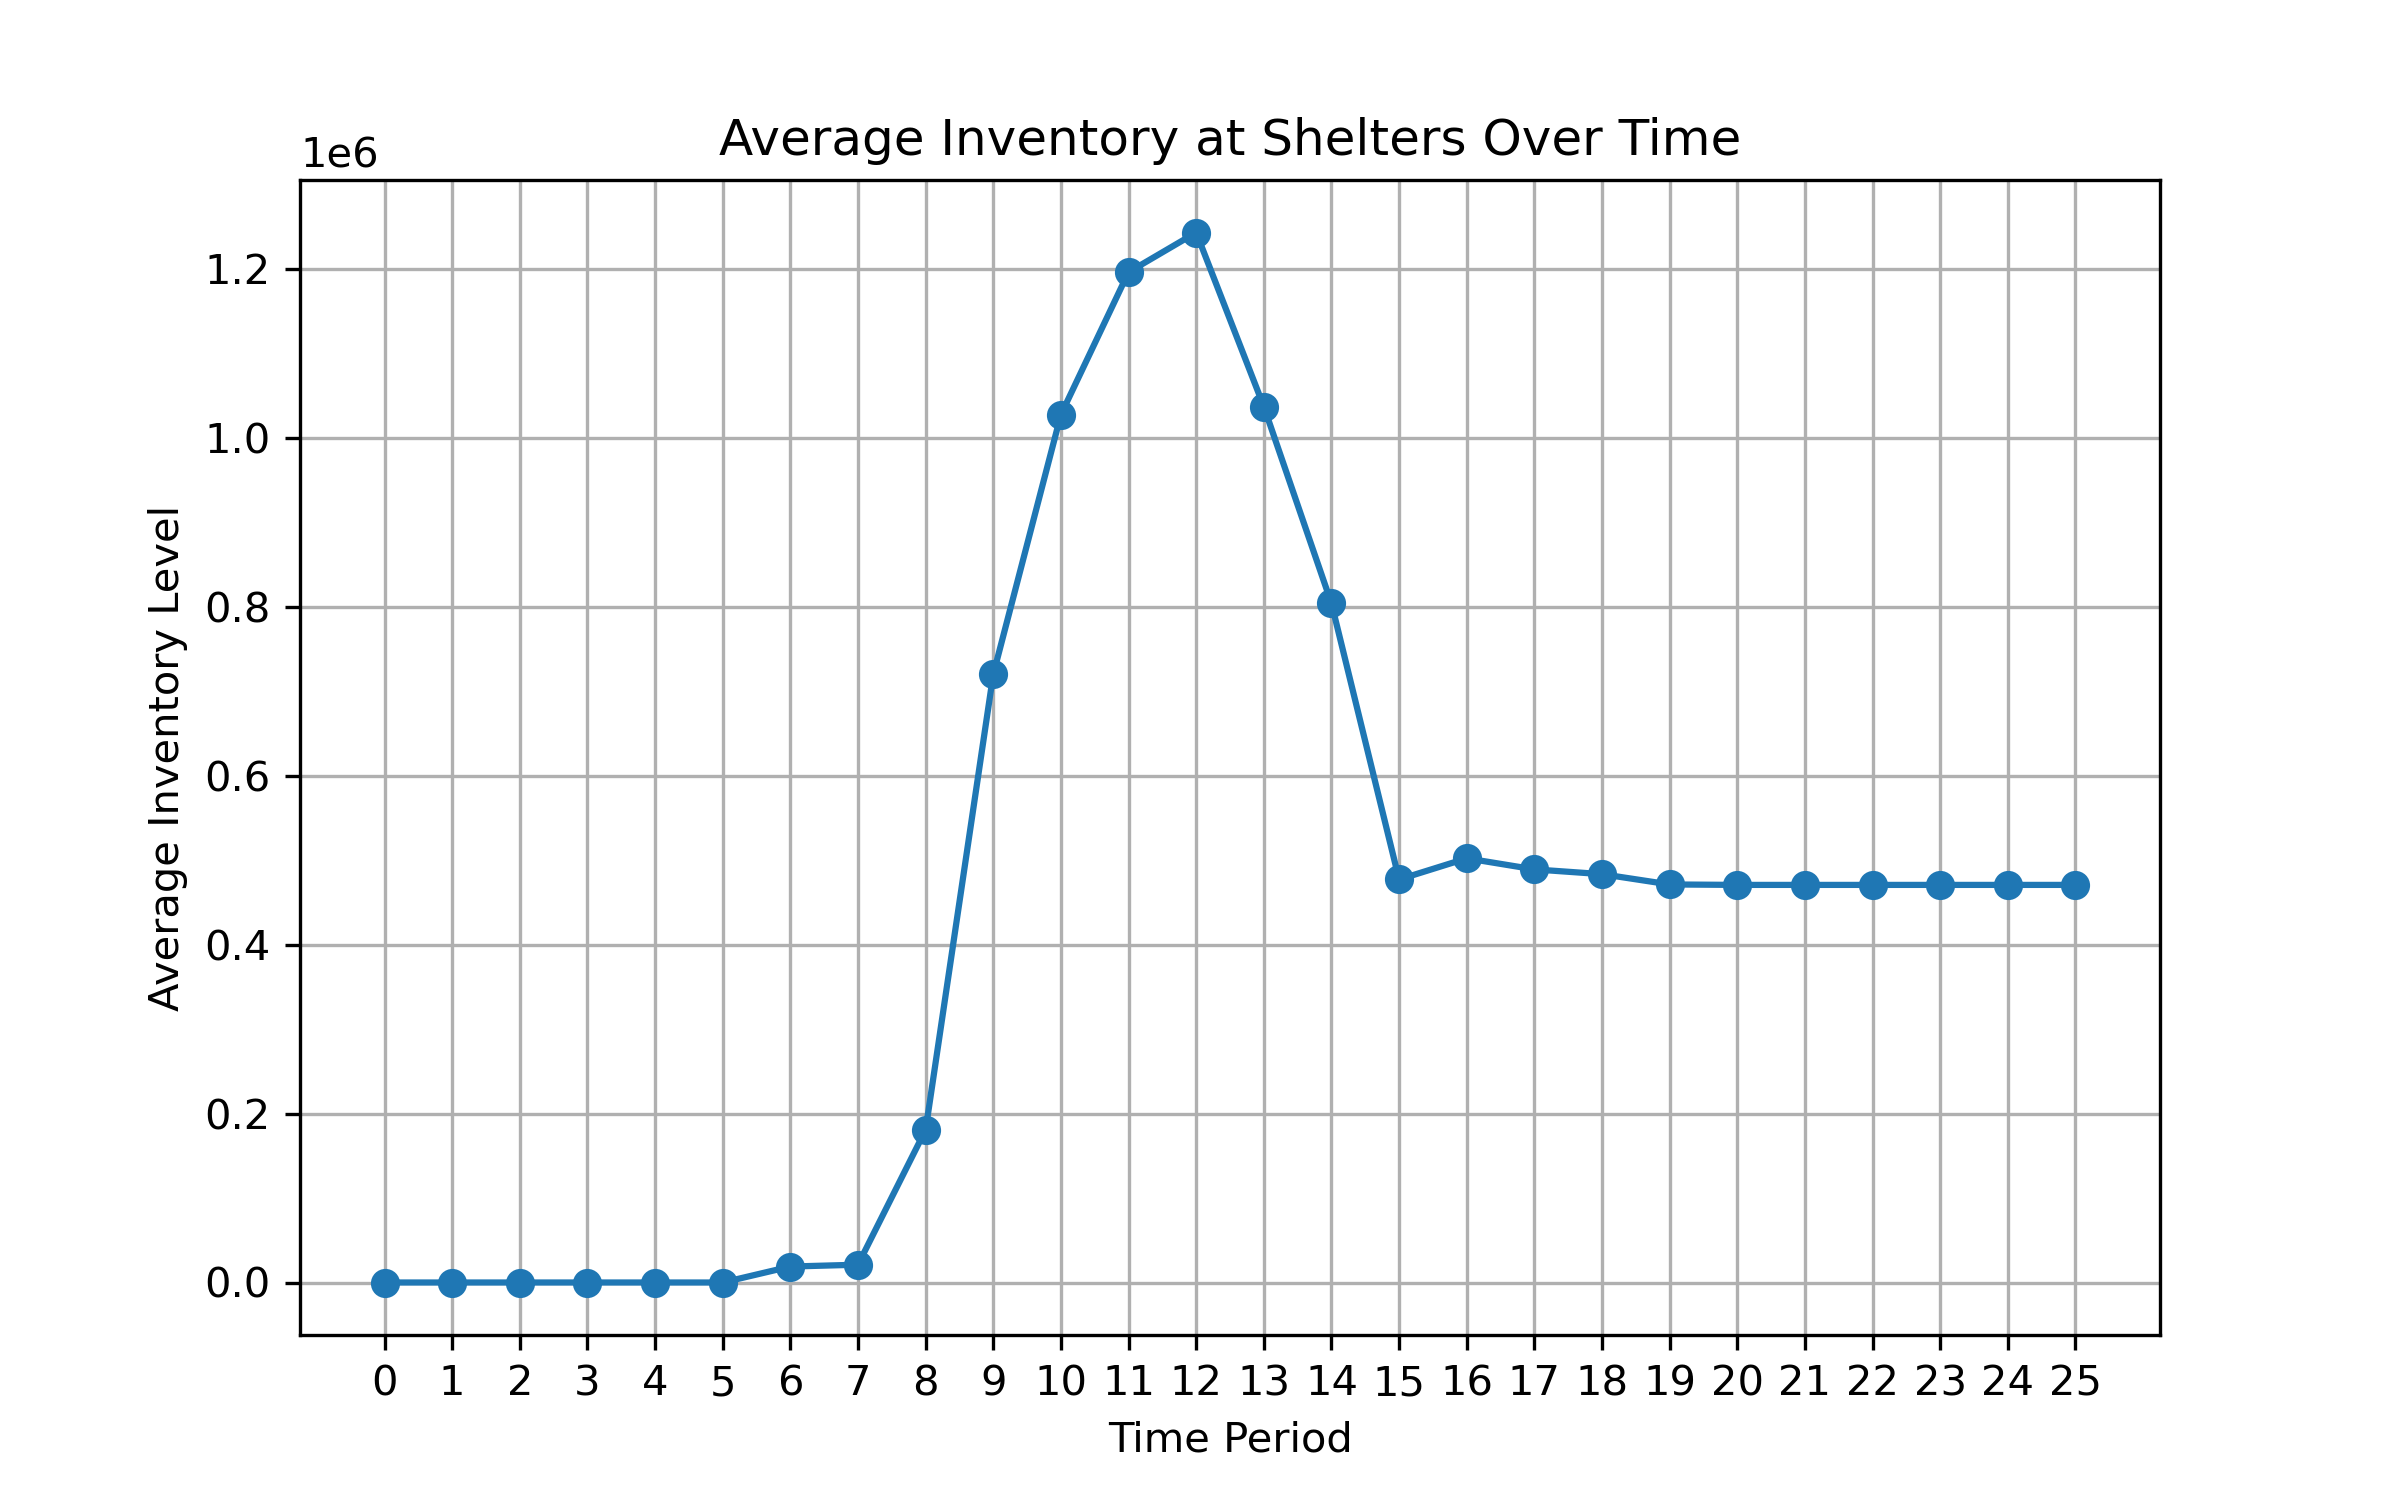 Average Inventory at Shelters Over Time
1e6
1.2
1.0
0.8
0.6
0.4
0.2
0.0
Average Inventory Level
0 1 2 3 4 5 6 7 8 9 10 11 12 13 14 15 16 17 18 19 20 21 22 23 24 25
Time Period